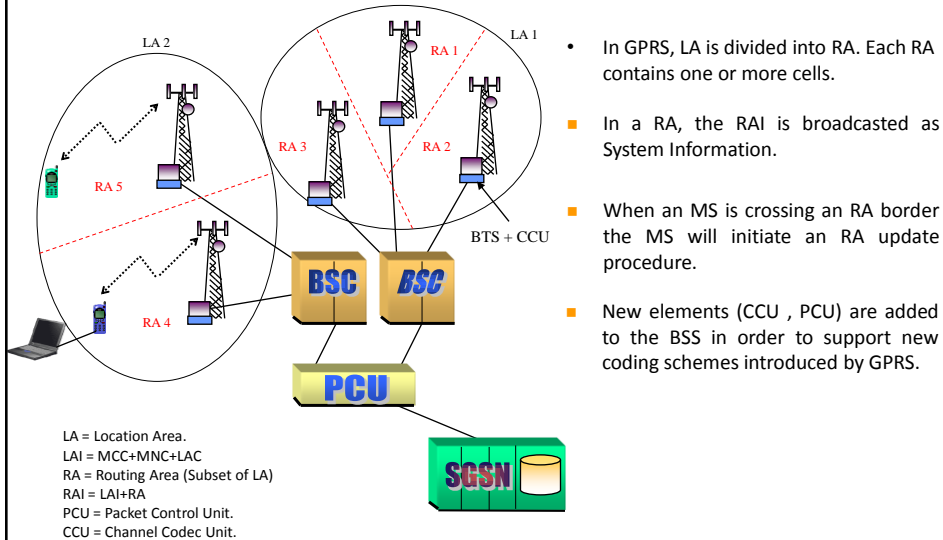 LA 2
RA 1
LA 1
RA 3
RA 2
RA 5
BTS + CCU
RA 4
BSC
BSC
PCU
SGSN
LA = Location Area.
LAI = MCC+MNC+LAC
RA = Routing Area (Subset of LA)
RAI = LAI+RA
PCU = Packet Control Unit.
CCU = Channel Codec Unit.
• In GPRS, LA is divided into RA. Each RA
contains one or more cells.
■ In a RA, the RAI is broadcasted as
System Information.
■ When an MS is crossing an RA border
the MS will initiate an RA update
procedure.
■ New elements (CCU , PCU) are added
to the BSS in order to support new
coding schemes introduced by GPRS.